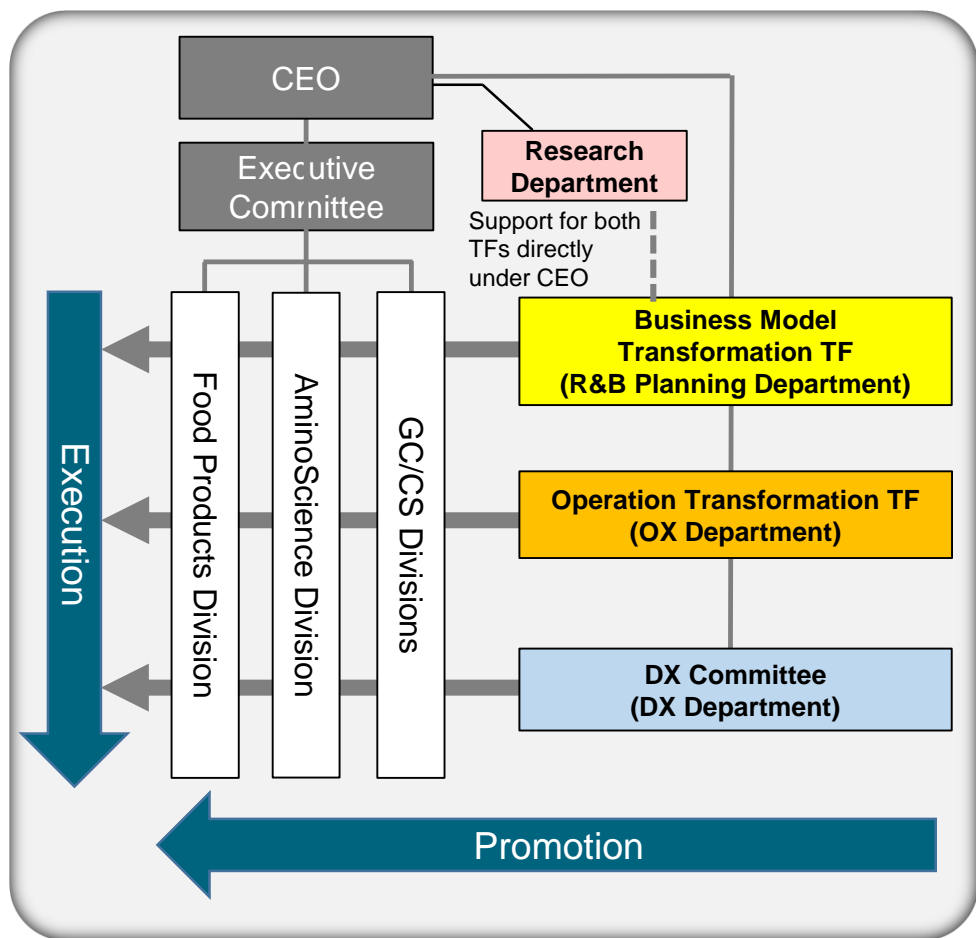 CEO
Executive
Committee
Research
Department
Support for both
TFs directly
under CEO
Business Model
Transformation TF
(R&B Planning Department)
Operation Transformation TF
(OX Department)
DX Committee
(DX Department)
Execution
Food Products Division
AminoScience Division
GC/CS Divisions
Promotion